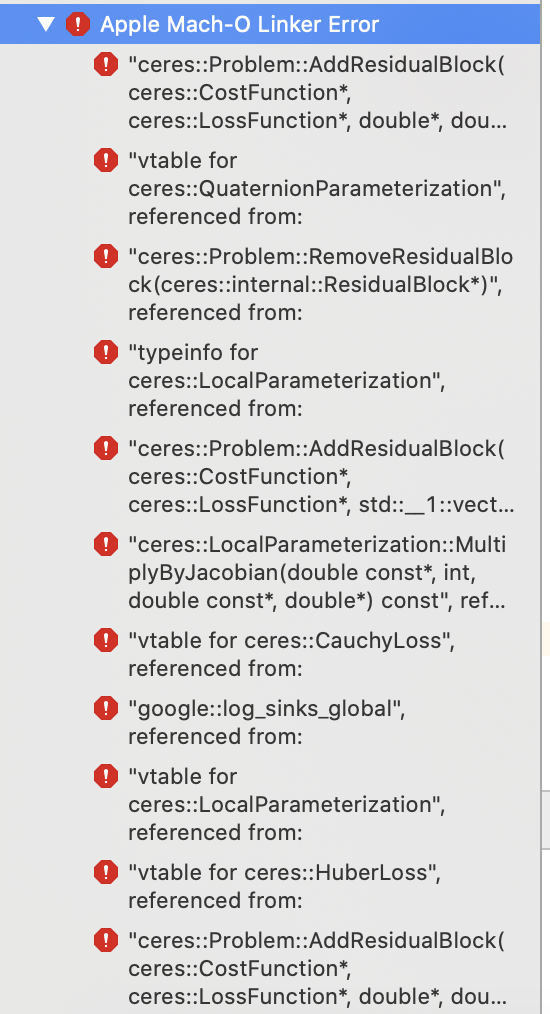 Apple Mach-O Linker Error
"ceres::Problem::AddResidualBlock(
ceres::CostFunction*,
ceres::LossFunction*, double*, dou...
"vtable for
ceres::QuaternionParameterization",
referenced from:
"ceres::Problem::RemoveResidualBlo
ck(ceres::internal::ResidualBlock*)",
referenced from:
"typeinfo for
ceres::LocalParameterization",
referenced from:
"ceres::Problem::AddResidualBlock(
ceres::CostFunction*,
ceres::LossFunction*, std::__1::vect...
"ceres::LocalParameterization::Multi
plyByJacobian(double const*, int,
double const*, double*) const", ref...
"vtable for ceres::CauchyLoss",
referenced from:
"google::log_sinks_global",
referenced from:
"vtable for
ceres::LocalParameterization",
referenced from:
"vtable for ceres::HuberLoss",
referenced from:
"ceres::Problem::AddResidualBlock(
ceres::CostFunction*,
ceres::LossFunction*, double*, dou...